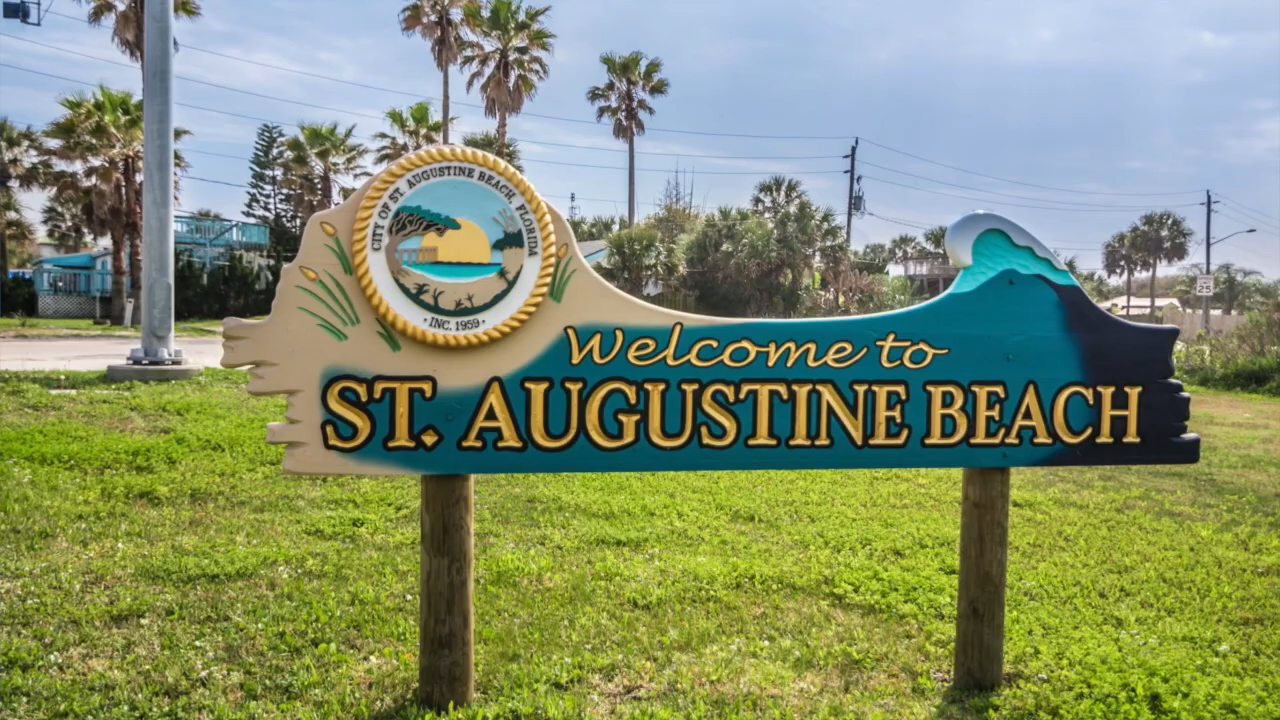 CITY OF ST. AUGUSTINE BEACH, FLORIDA
• INC. 1959 •
Welcome to
ST. AUGUSTINE BEACH
25